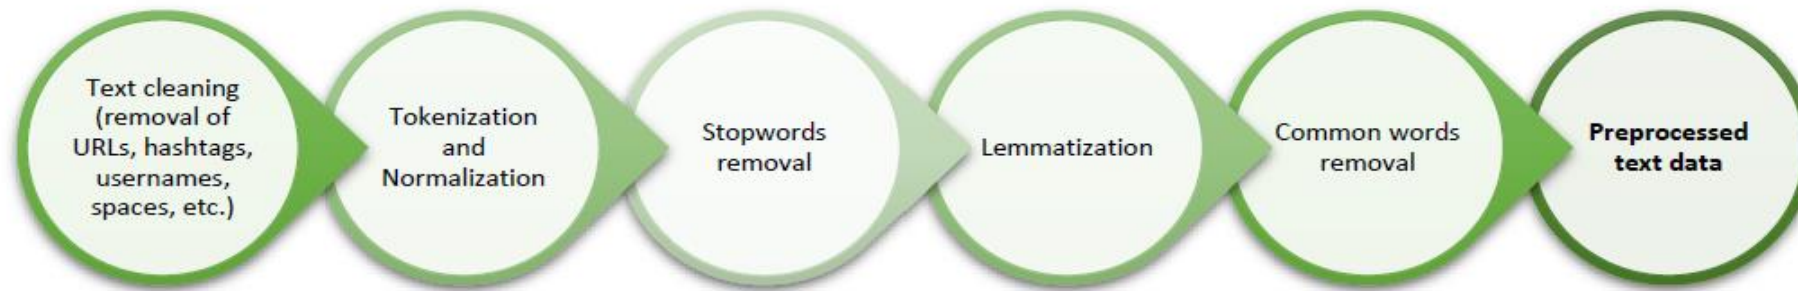 Text cleaning
(removal of
URLs, hashtags,
usernames,
spaces, etc.)
Tokenization
and
Normalization
Stopwords
removal
Lemmatization
Common words
removal
Preprocessed
text data